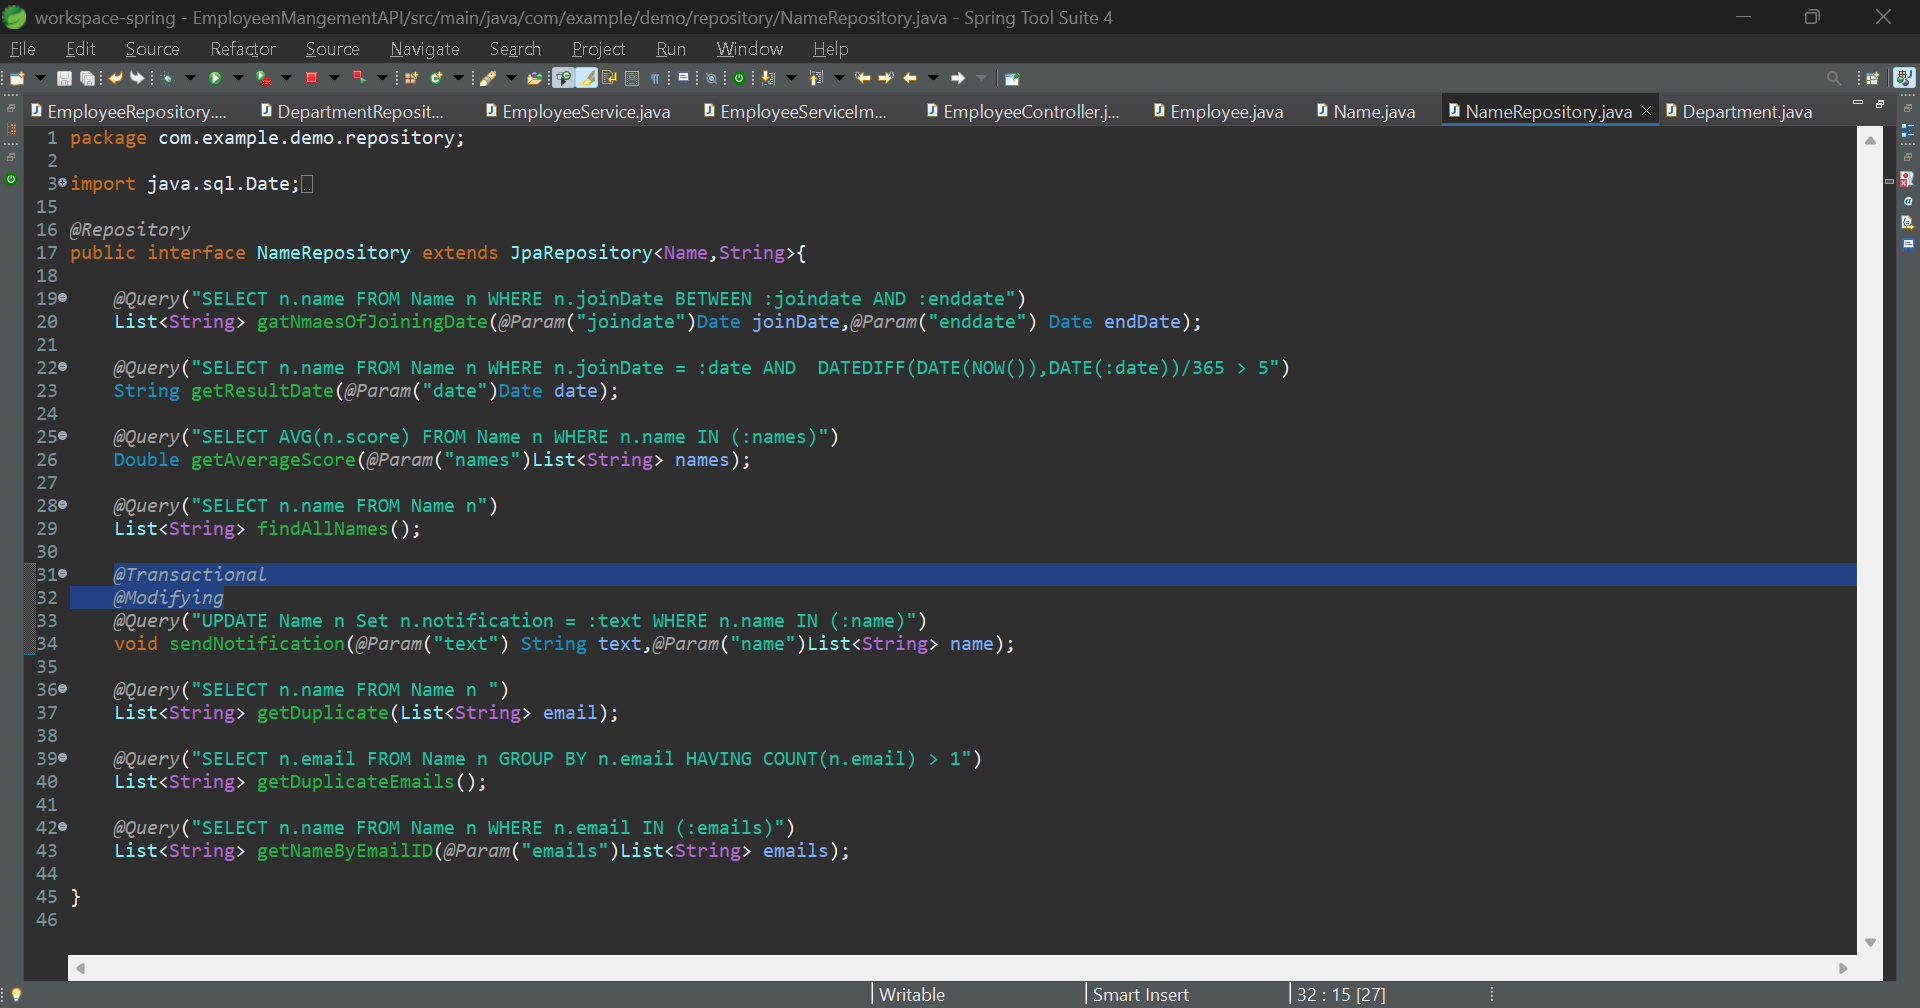 workspace-spring - EmployeenMangementAPI/src/main/java/com/example/demo/repository/NameRepository.java - Spring Tool Suite 4
File Edit Source Refactor Source Navigate Search Project Run Window Help
EmployeeRepository.... DepartmentReposit... EmployeeService.java EmployeeServiceIm... EmployeeController.j... Employee.java Name.java NameRepository.java Department.java
1 package com.example.demo.repository;
2
3 import java.sql.Date;
15
16 @Repository
17 public interface NameRepository extends JpaRepository<Name,String>{
18
19 @Query("SELECT n.name FROM Name n WHERE n.joinDate BETWEEN :joindate AND :enddate")
20 List<String> gatNmaesOfJoiningDate(@Param("joindate")Date joinDate,@Param("enddate") Date endDate);
21
22 @Query("SELECT n.name FROM Name n WHERE n.joinDate = :date AND  DATEDIFF(DATE(NOW()),DATE(:date))/365 > 5")
23 String getResultDate(@Param("date")Date date);
24
25 @Query("SELECT AVG(n.score) FROM Name n WHERE n.name IN (:names)")
26 Double getAverageScore(@Param("names")List<String> names);
27
28 @Query("SELECT n.name FROM Name n")
29 List<String> findAllNames();
30
31 @Transactional
32 @Modifying
33 @Query("UPDATE Name n Set n.notification = :text WHERE n.name IN (:name)")
34 void sendNotification(@Param("text") String text,@Param("name")List<String> name);
35
36 @Query("SELECT n.name FROM Name n ")
37 List<String> getDuplicate(List<String> email);
38
39 @Query("SELECT n.email FROM Name n GROUP BY n.email HAVING COUNT(n.email) > 1")
40 List<String> getDuplicateEmails();
41
42 @Query("SELECT n.name FROM Name n WHERE n.email IN (:emails)")
43 List<String> getNameByEmailID(@Param("emails")List<String> emails);
44
45 }
46
Writable Smart Insert 32 : 15 [27]